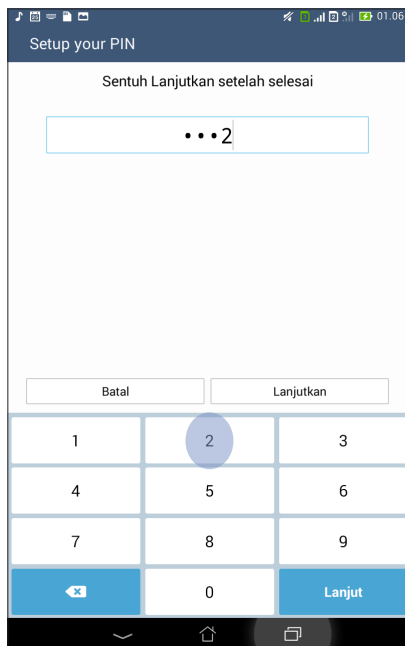 01.06
Setup your PIN
Sentuh Lanjutkan setelah selesai
•••2
Batal Lanjutkan
1 2 3
4 5 6
7 8 9
0 Lanjut